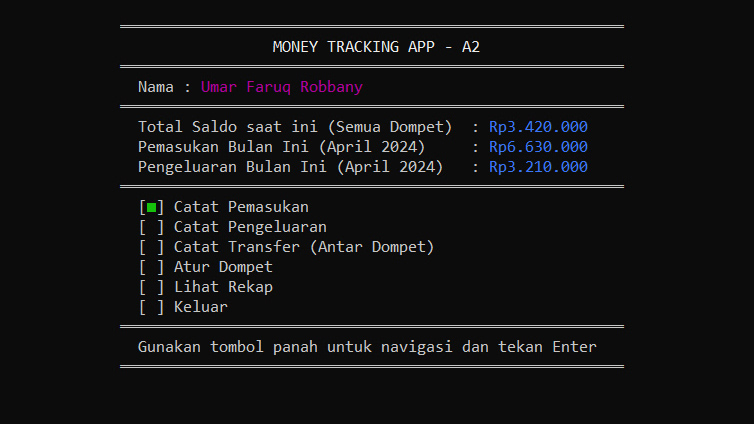 MONEY TRACKING APP - A2
Nama : Umar Faruq Robbany
Total Saldo saat ini (Semua Dompet) : Rp3.420.000
Pemasukan Bulan Ini (April 2024) : Rp6.630.000
Pengeluaran Bulan Ini (April 2024) : Rp3.210.000
[■] Catat Pemasukan
[ ] Catat Pengeluaran
[ ] Catat Transfer (Antar Dompet)
[ ] Atur Dompet
[ ] Lihat Rekap
[ ] Keluar
Gunakan tombol panah untuk navigasi dan tekan Enter